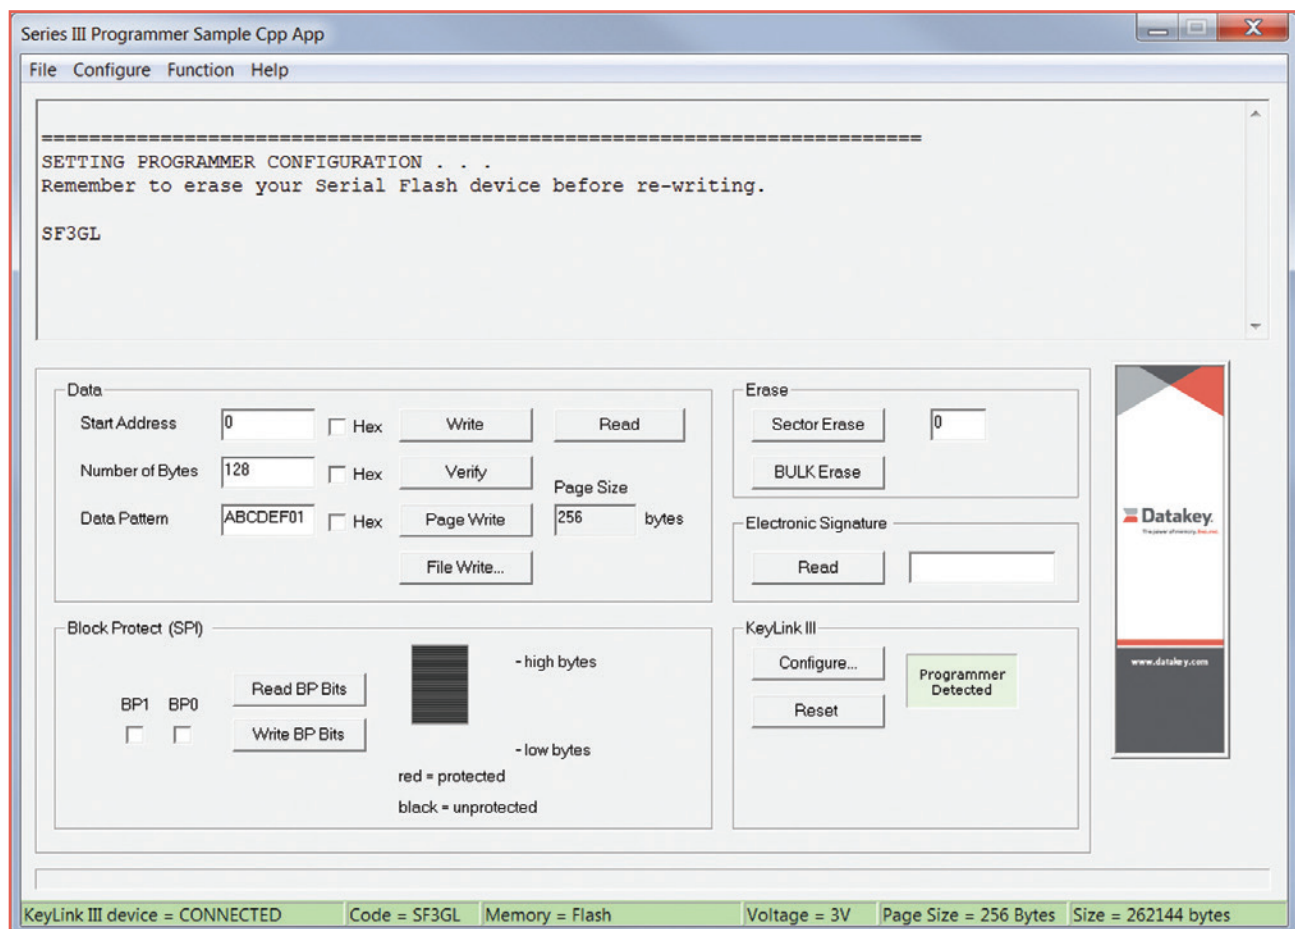 Series III Programmer Sample Cpp App
File Configure Function Help
==========================================================================
SETTING PROGRAMMER CONFIGURATION . . .
Remember to erase your Serial Flash device before re-writing.
SF3GL
Data
Start Address 0 Hex Write Read
Number of Bytes 128 Hex Verify
Page Size
Data Pattern ABCDEF01 Hex Page Write 256 bytes
File Write...
Erase
Sector Erase 0
BULK Erase
Electronic Signature
Read
Block Protect (SPI)
BP1 BP0
Read BP Bits
Write BP Bits
- high bytes
- low bytes
red = protected
black = unprotected
KeyLink III
Configure...
Programmer
Detected
Reset
Datakey.
The power of memory. Evolved.
www.datakey.com
KeyLink III device = CONNECTED Code = SF3GL Memory = Flash Voltage = 3V Page Size = 256 Bytes Size = 262144 bytes